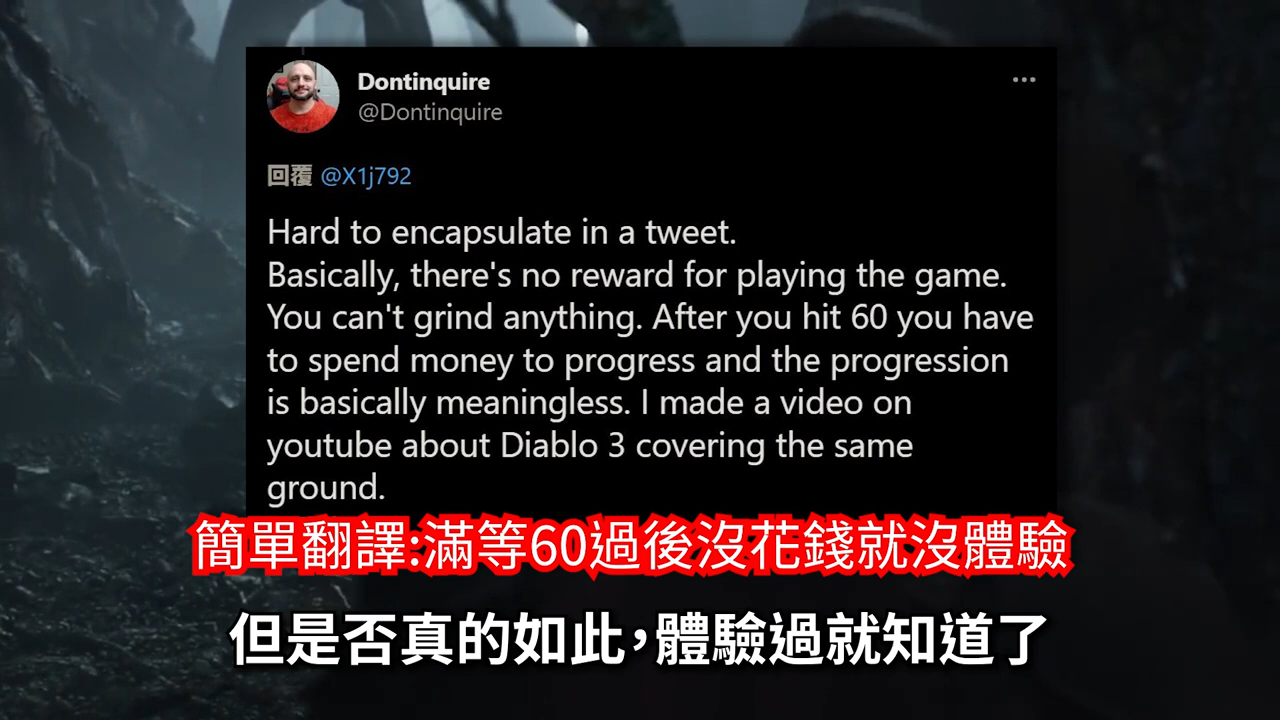 Dontinquire
@Dontinquire
回覆 @X1j792
Hard to encapsulate in a tweet.
Basically, there's no reward for playing the game.
You can't grind anything. After you hit 60 you have
to spend money to progress and the progression
is basically meaningless. I made a video on
youtube about Diablo 3 covering the same
ground.
簡單翻譯:滿等60過後沒花錢就沒體驗
但是否真的如此,體驗過就知道了